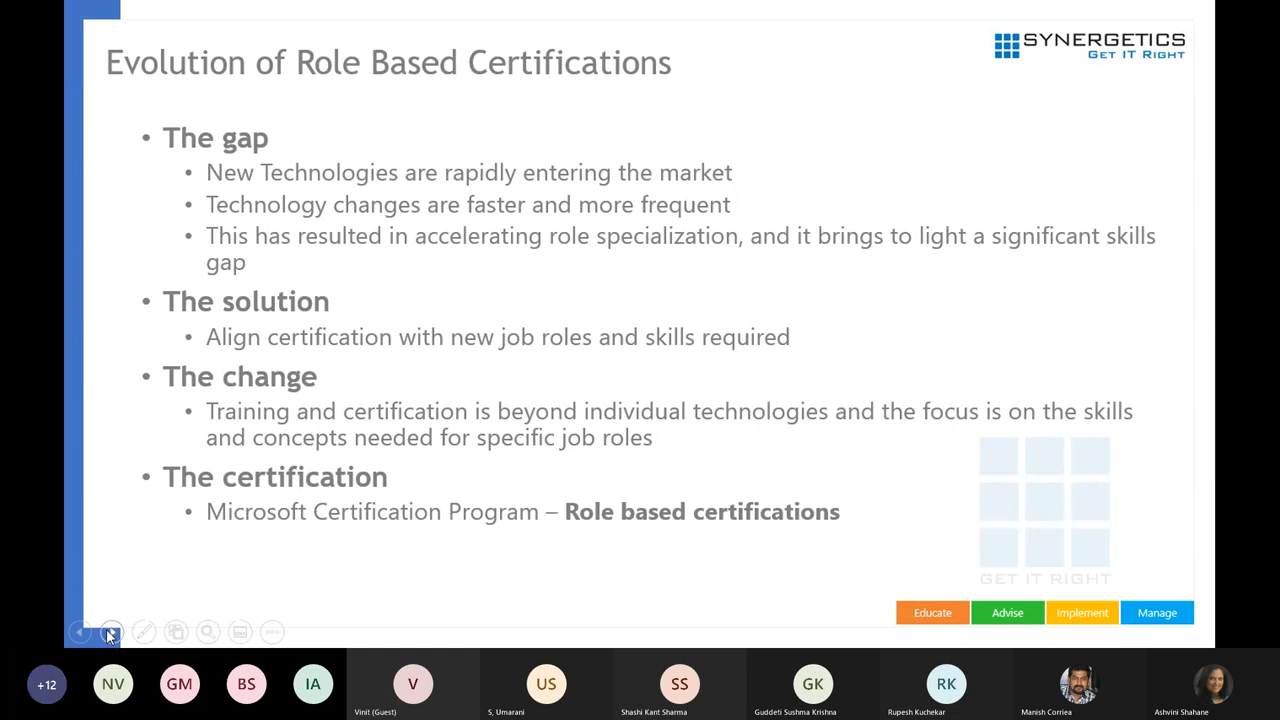 Evolution of Role Based Certifications
SYNERGETICS
GET IT RIGHT
• The gap
• New Technologies are rapidly entering the market
• Technology changes are faster and more frequent
• This has resulted in accelerating role specialization, and it brings to light a significant skills
gap
• The solution
• Align certification with new job roles and skills required
• The change
• Training and certification is beyond individual technologies and the focus is on the skills
and concepts needed for specific job roles
• The certification
• Microsoft Certification Program – Role based certifications
GET IT RIGHT
Educate Advise Implement Manage
+12 NV GM BS IA V US SS GK RK
Vinit (Guest) S, Umarani Shashi Kant Sharma Guddeti Sushma Krishna Rupesh Kuchekar Manish Corriea Ashvini Shahane